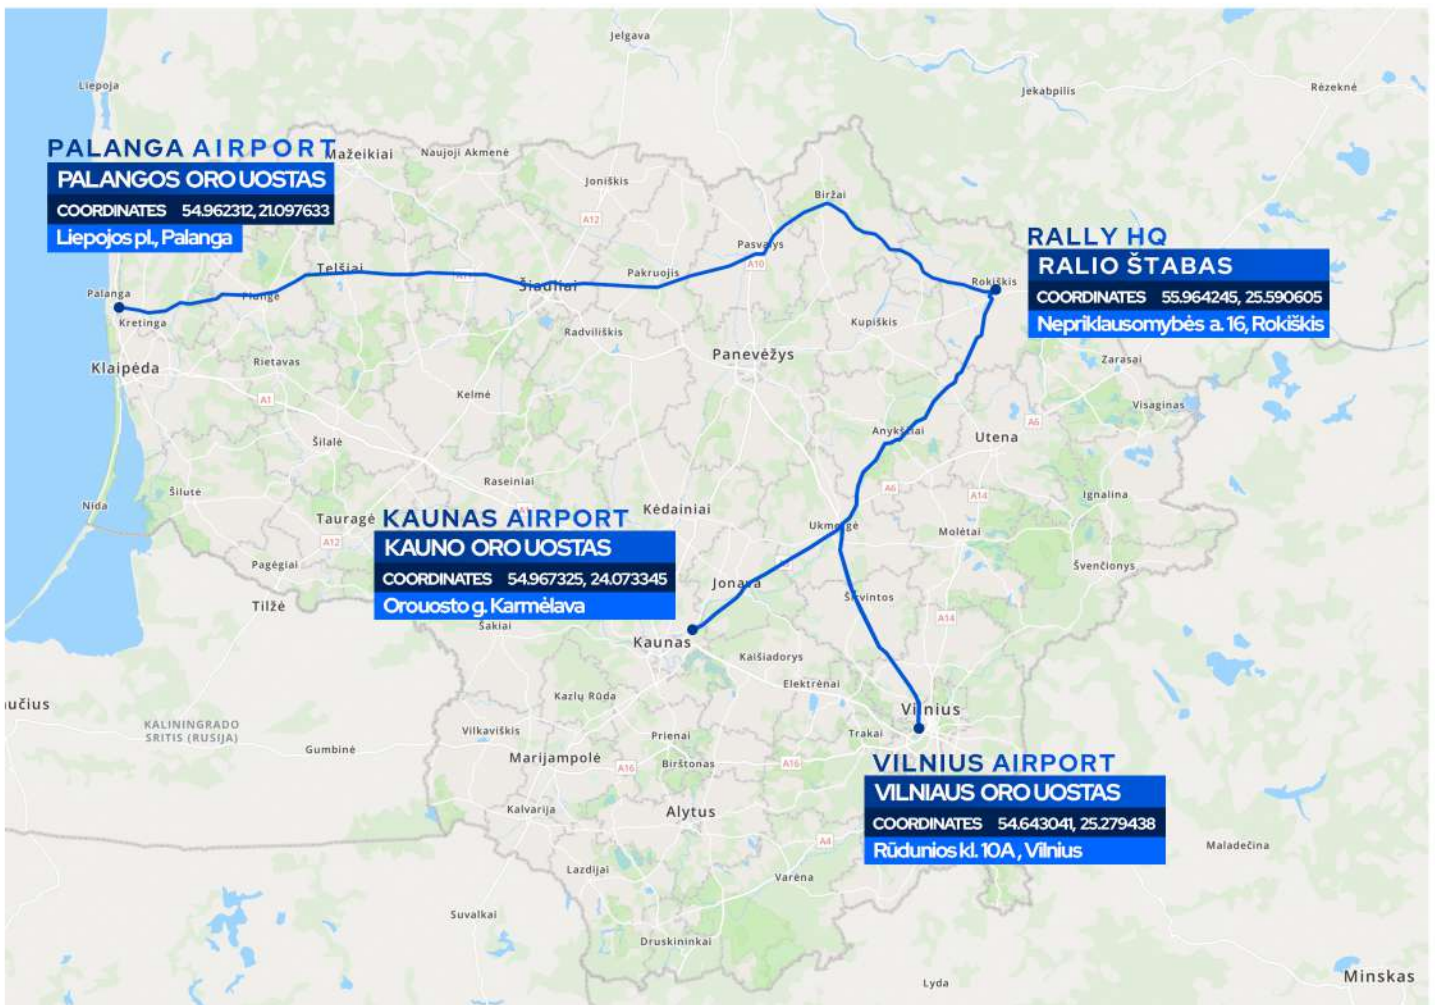 Jelgava
Liepoja
Jekabpilis
Rėzeknė
PALANGA AIRPORT
PALANGOS ORO UOSTAS
COORDINATES 54.962312, 21.097633
Liepojos pl., Palanga
Mažeikiai
Naujoji Akmenė
Joniškis
A12
Biržai
Pasvalys
A10
RALLY HQ
RALIO ŠTABAS
COORDINATES 55.964245, 25.590605
Nepriklausomybės a. 16, Rokiškis
Telšiai
Pakruojis
Šiauliai
Rokiškis
Palanga
Plungė
Kretinga
Radviliškis
Kupiškis
Klaipėda
Rietavas
Panevėžys
Zarasai
A1
Kelmė
Visaginas
Šilalė
Anykščiai
Utena
A6
Raseiniai
Šilutė
A6
A14
Ignalina
Nida
Tauragė
KAUNAS AIRPORT
KAUNO ORO UOSTAS
COORDINATES 54.967325, 24.073345
Orouosto g. Karmėlava
Kėdainiai
Ukmergė
Molėtai
A12
Pagėgiai
Švenčionys
Tilžė
Jonava
Širvintos
A14
Šakiai
Kaunas
Kaišiadorys
Elektrėnai
Kazlų Rūda
Vilnius
KALININGRADO
SRITIS (RUSIJA)
Gumbinė
Vilkaviškis
Prienai
Trakai
Marijampolė
A16
Birštonas
A16
VILNIUS AIRPORT
VILNIAUS ORO UOSTAS
COORDINATES 54.643041, 25.279438
Rūdunios kl. 10A, Vilnius
Kalvarija
Alytus
A4
Maladečina
Lazdijai
Varėna
Suvalkai
Druskininkai
Lyda
Minskas